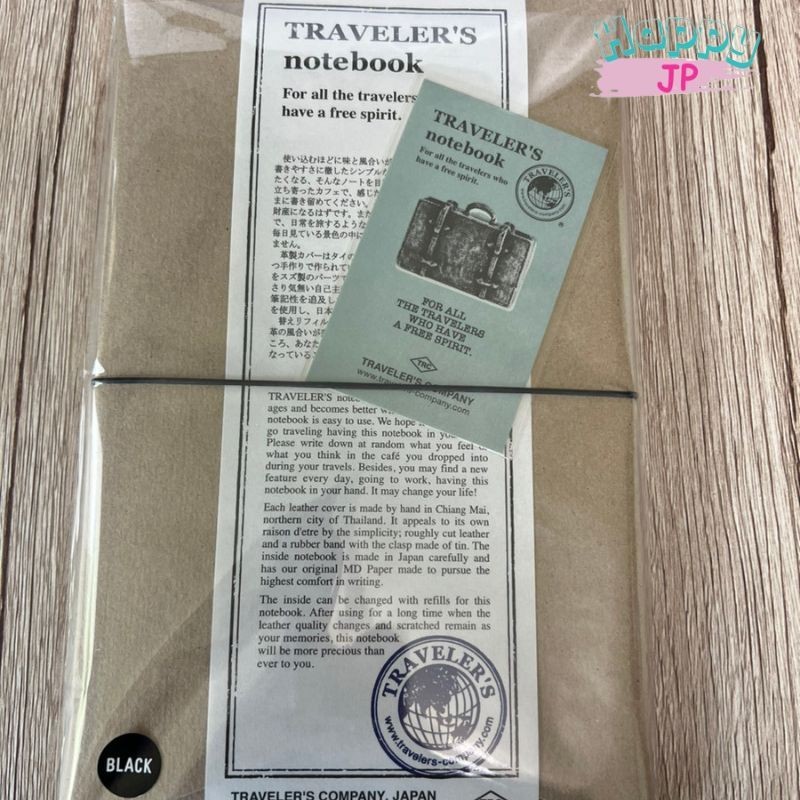 Happy
JP
TRAVELER'S
notebook
For all the travelers
have a free spirit.
使い込むほどに味と風合いが
書きやすさに徹したシンプル
たくなる、そんなノートを目
立ち寄ったカフェで、感じた
まに書き留めてください。
財産になるはずです。また
で、日常を旅するような
毎日見ている景色の中に
ません。
革製カバーはタイの
つ手作りで作られてい
をスズ製のパーツで
さり気無い自己主
筆記性を追及し
を使用し、日本
替えリフィル
革の風合いが
ころ、あなた
なっている
TRAVELER'S
ages and becomes better
notebook is easy to use. We hope
go traveling having this notebook in
Please write down at random what you feel
what you think in the café you dropped into
during your travels. Besides, you may find a new
feature every day, going to work, having this
notebook in your hand. It may change your life!
Each leather cover is made by hand in Chiang Mai,
northern city of Thailand. It appeals to its own
raison d'etre by the simplicity; roughly cut leather
and a rubber band with the clasp made of tin. The
inside notebook is made in Japan carefully and
has our original MD Paper made to pursue the
highest comfort in writing.
The inside can be changed with refills for this
notebook. After using for a long time when the
leather quality changes and scratched remain as
your memories, this notebook
will be more precious than
ever to you.
TRAVELER'S
www.travelers-company.com
TRAVELER'S COMPANY, JAPAN
TRC
TRAVELER'S
notebook
For all the travelers who
have a free spirit.
TRAVELER'S
®
FOR ALL
THE TRAVELERS
WHO HAVE
A FREE SPIRIT.
TRC
TRAVELER'S COMPANY
www.travelers-company.com
BLACK